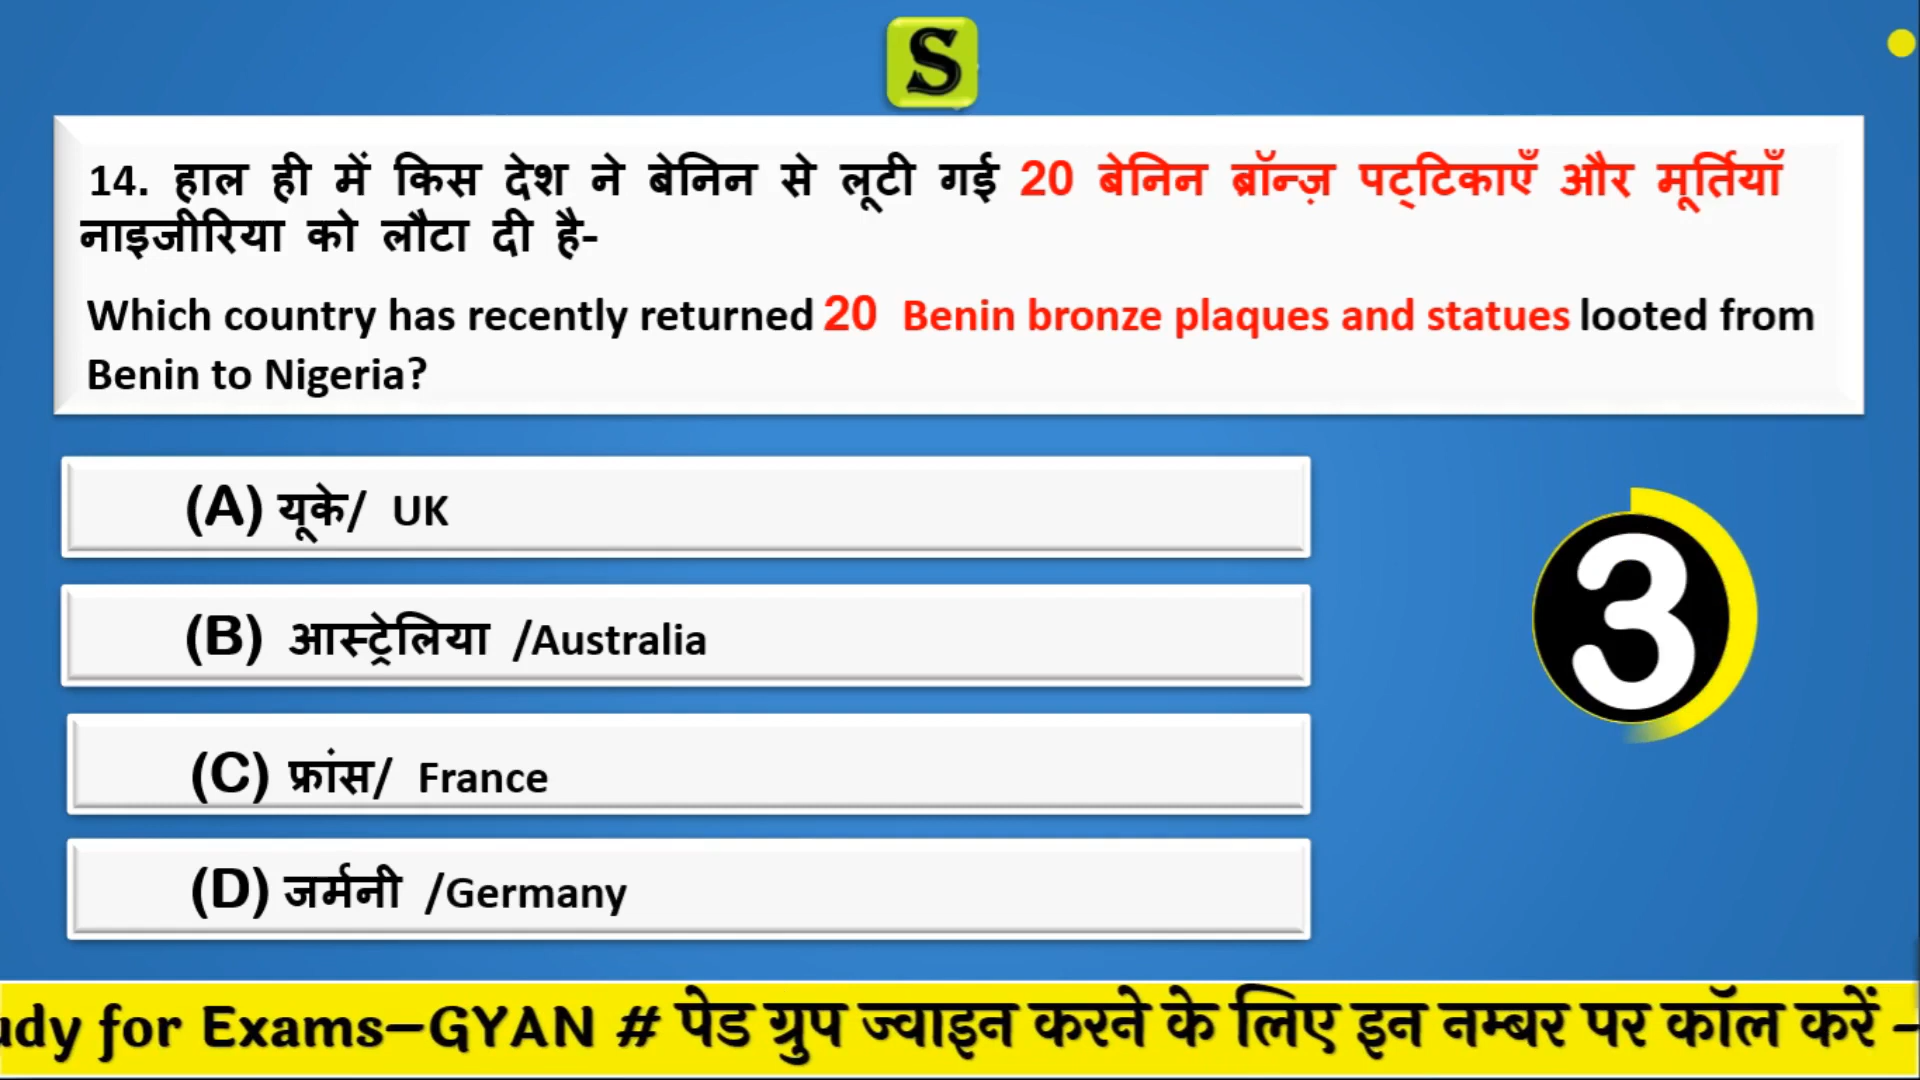 S
14. हाल ही में किस देश ने बेनिन से लूटी गई 20 बेनिन ब्रॉन्ज़ पट्टिकाएँ और मूर्तियाँ
नाइजीरिया को लौटा दी है-
Which country has recently returned 20 Benin bronze plaques and statues looted from
Benin to Nigeria?
(A) यूके/ UK
(B) आस्ट्रेलिया /Australia
3
(C) फ्रांस/ France
(D) जर्मनी /Germany
udy for Exams–GYAN # पेड ग्रुप ज्वाइन करने के लिए इन नम्बर पर कॉल करें –